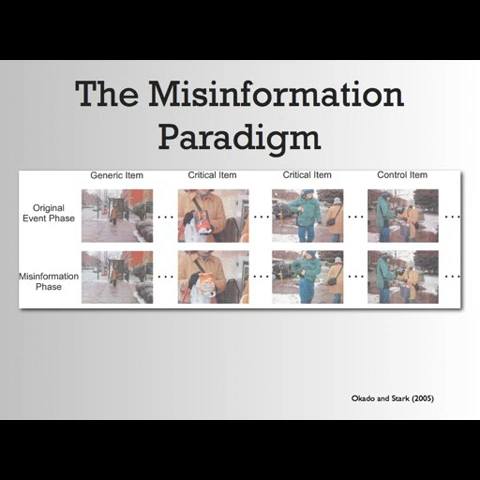 The Misinformation
Paradigm
Generic Item Critical Item Critical Item Control Item
Original
Event Phase
Misinformation
Phase
Okado and Stark (2005)